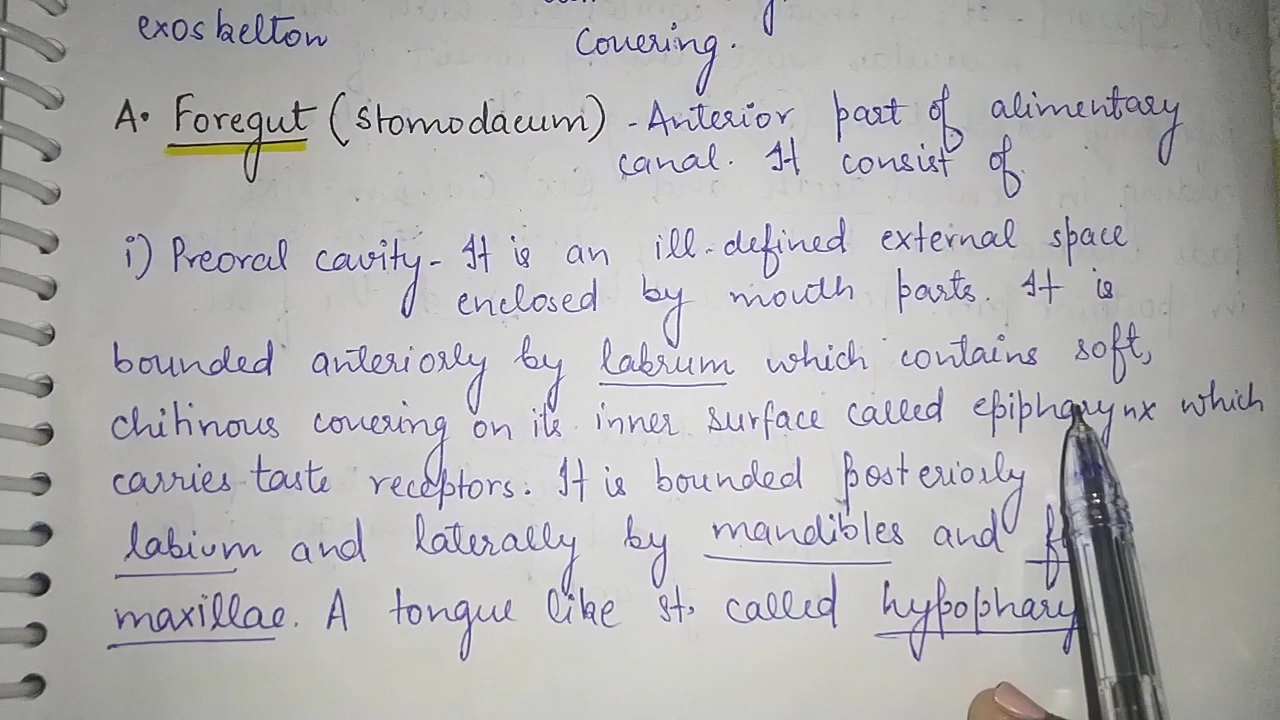 exoskelton
Covering.
A. Foregut (Stomodaeum) - Anterior part of alimentary
canal. It consist of
i) Preoral cavity - It is an ill-defined external space
enclosed by mouth parts. It is
bounded anteriorly by labrum which contains soft,
chitinous covering on its inner surface called epipharynx which
carries taste receptors. It is bounded posteriorly
labium and laterally by mandibles and
maxillae. A tongue like st. called hypophary